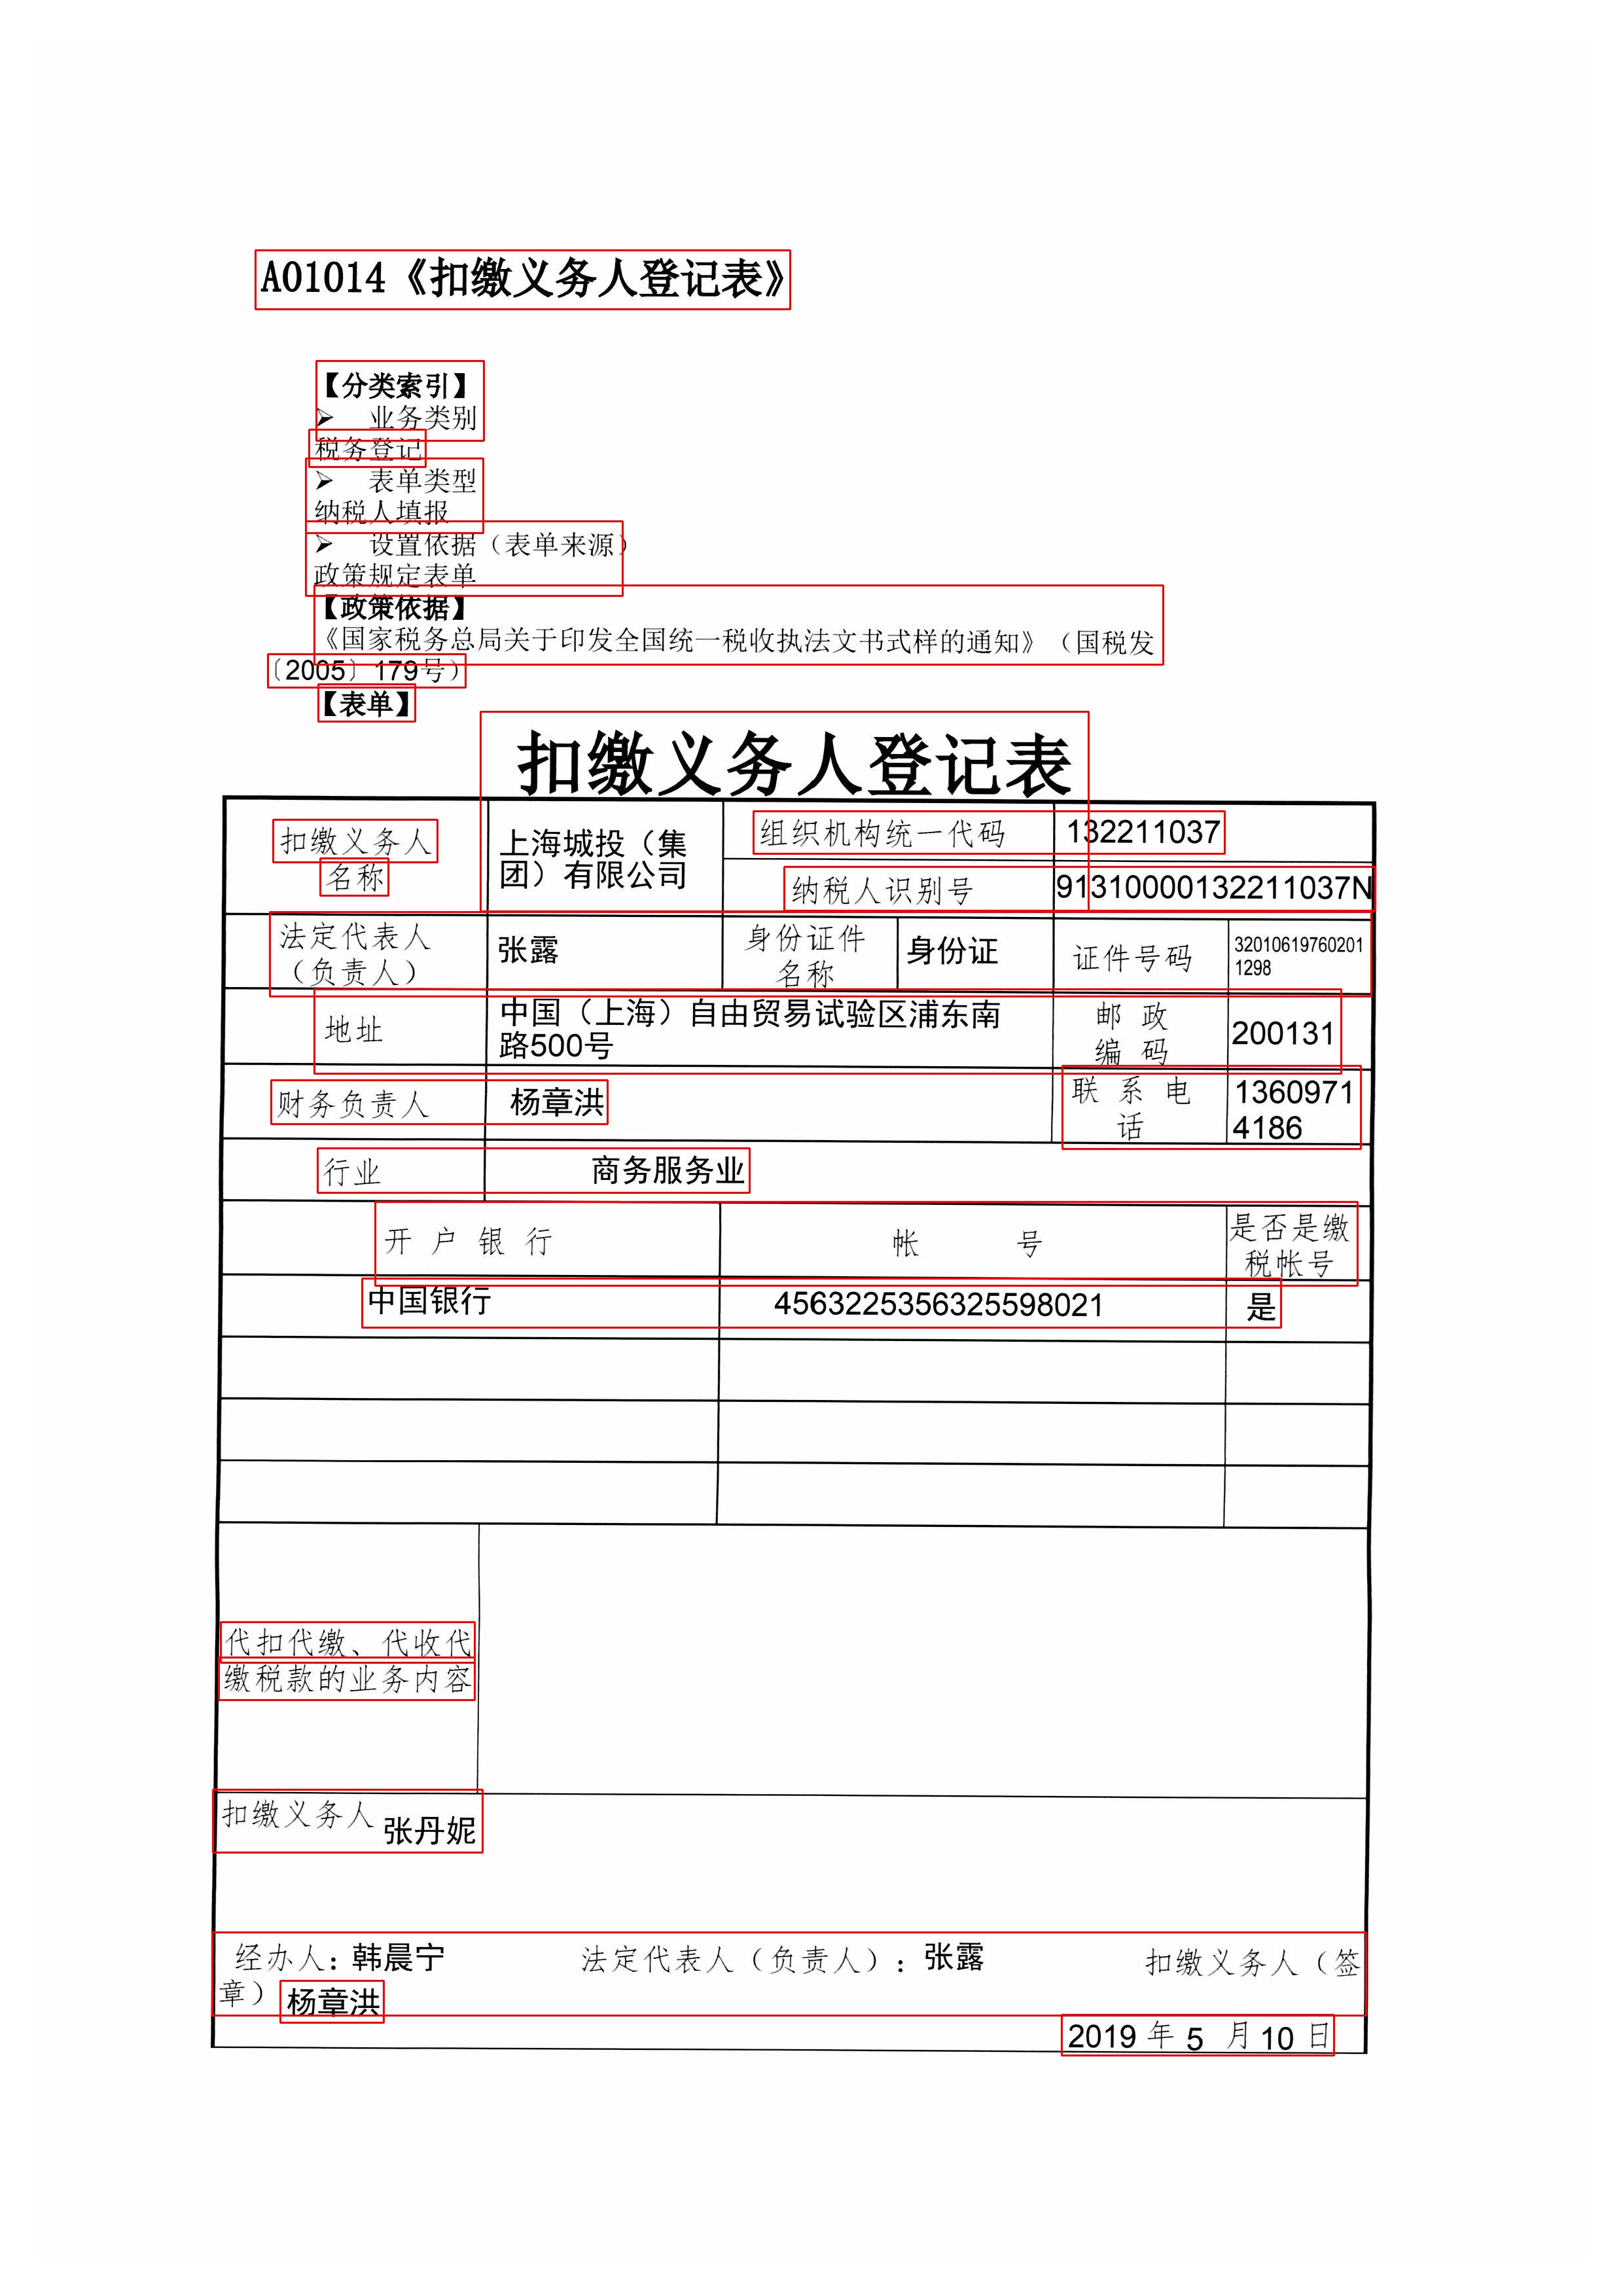 A01014《扣缴义务人登记表》
【分类索引】
➢ 业务类别
税务登记
➢ 表单类型
纳税人填报
➢ 设置依据（表单来源）
政策规定表单
【政策依据】
《国家税务总局关于印发全国统一税收执法文书式样的通知》（国税发
〔2005〕179号）
【表单】
扣缴义务人登记表
扣缴义务人
名称
上海城投（集
团）有限公司
组织机构统一代码 132211037
纳税人识别号 91310000132211037N
法定代表人
（负责人）
张露
身份证件
名称
身份证
证件号码
32010619760201
1298
地址
中国（上海）自由贸易试验区浦东南
路500号
邮 政
编 码
200131
财务负责人 杨章洪
联 系 电
话
1360971
4186
行业 商务服务业
开 户 银 行
帐 号
是否是缴
税帐号
中国银行 4563225356325598021 是
代扣代缴、代收代
缴税款的业务内容
扣缴义务人 张丹妮
经办人：韩晨宁 法定代表人（负责人）：张露 扣缴义务人（签
章）杨章洪
2019 年 5 月 10 日